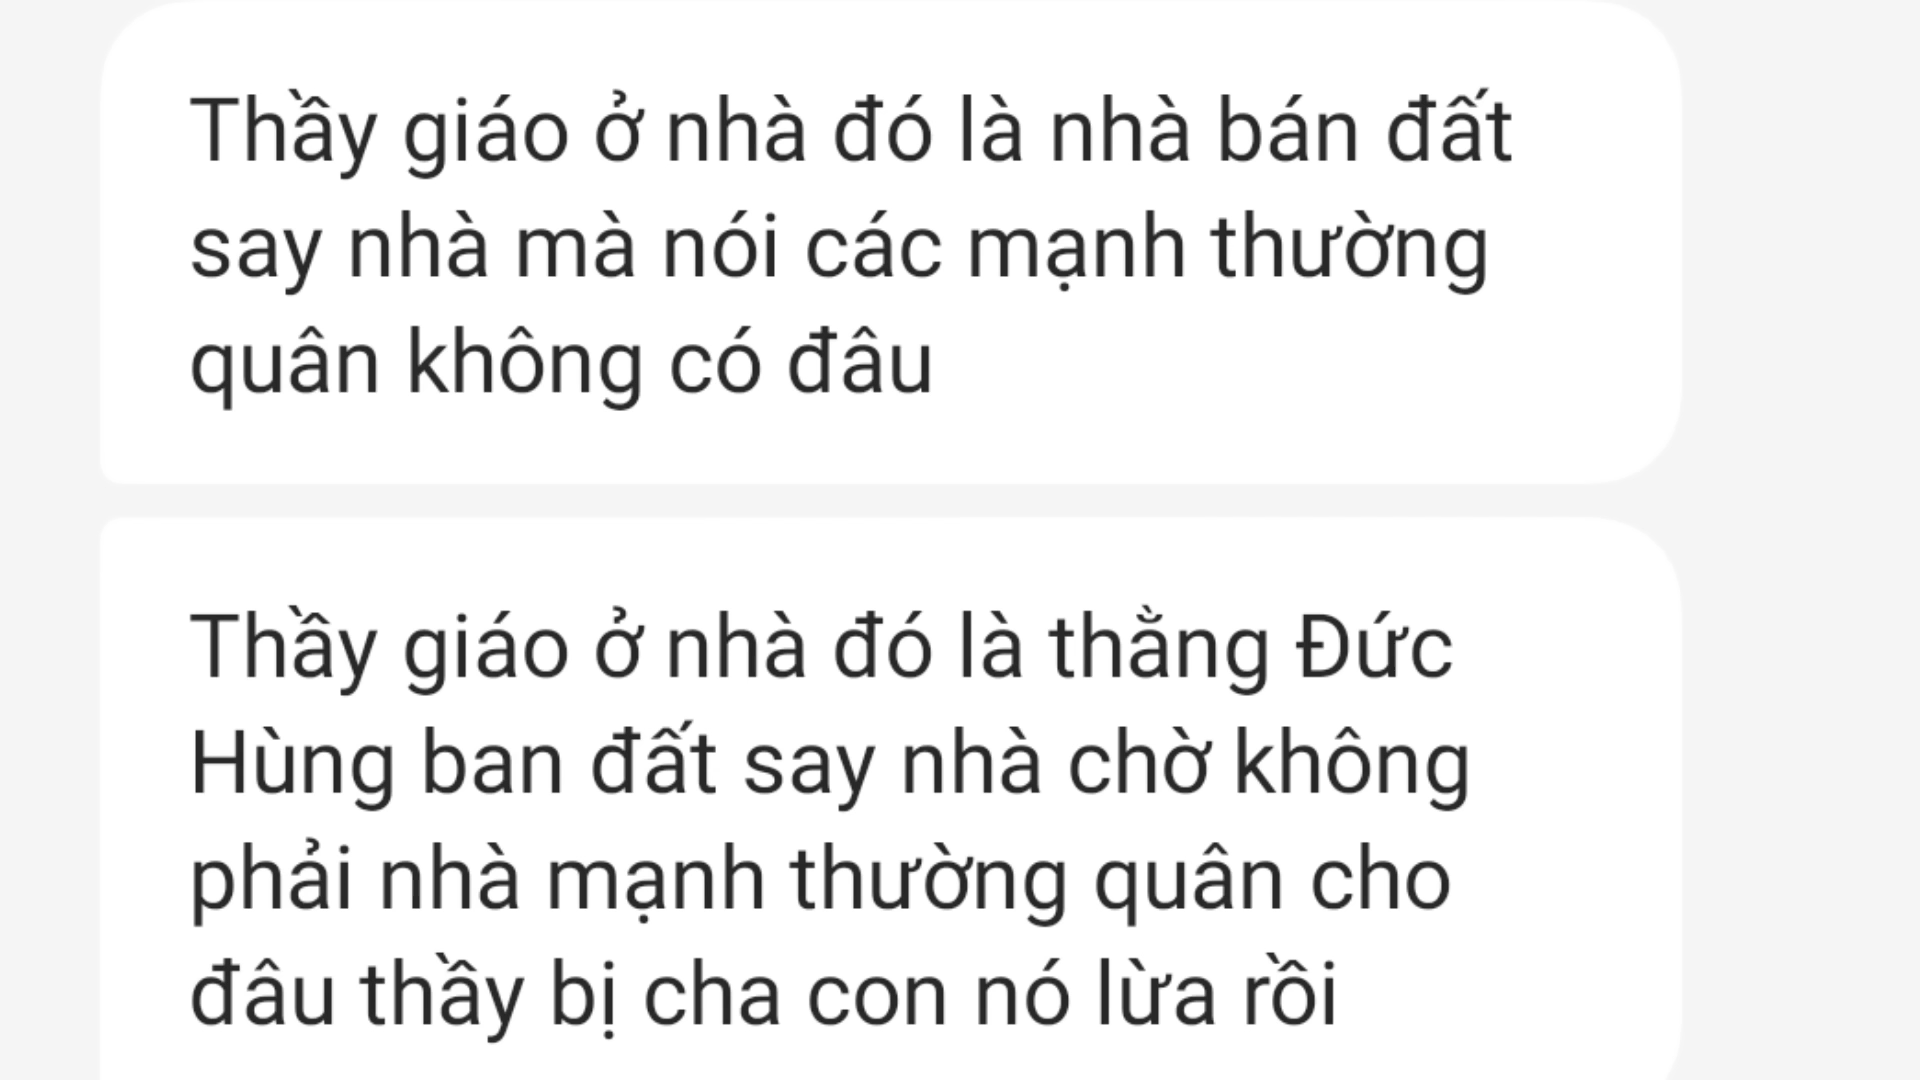 Thầy giáo ở nhà đó là nhà bán đất
say nhà mà nói các mạnh thường
quân không có đâu
Thầy giáo ở nhà đó là thằng Đức
Hùng ban đất say nhà chờ không
phải nhà mạnh thường quân cho
đâu thầy bị cha con nó lừa rồi